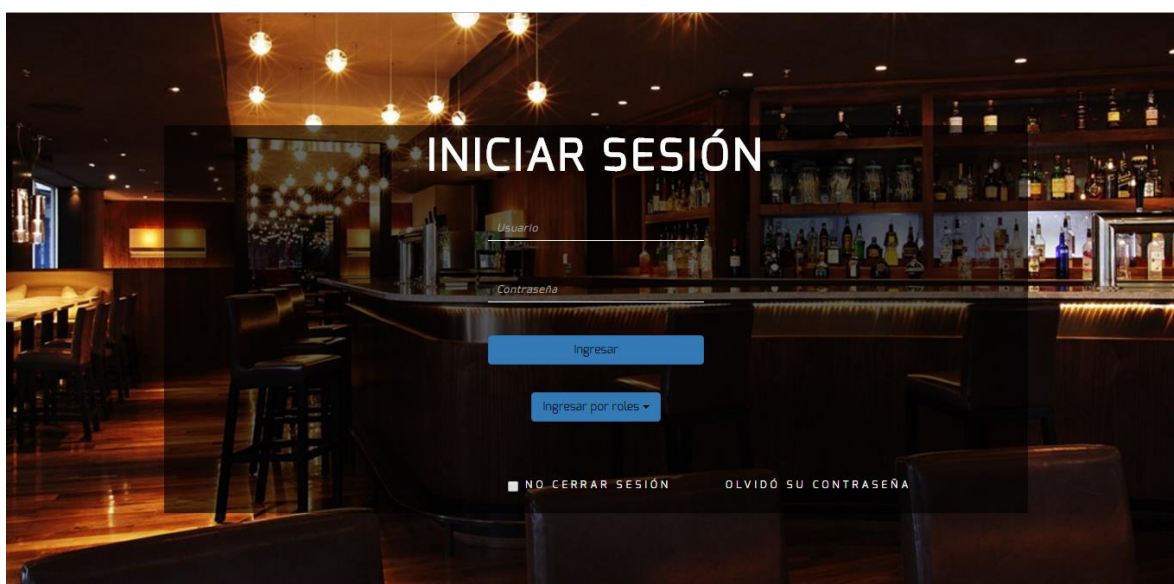 INICIAR SESIÓN
Usuario
Contraseña
Ingresar
Ingresar por roles
NO CERRAR SESIÓN OLVIDÓ SU CONTRASEÑA